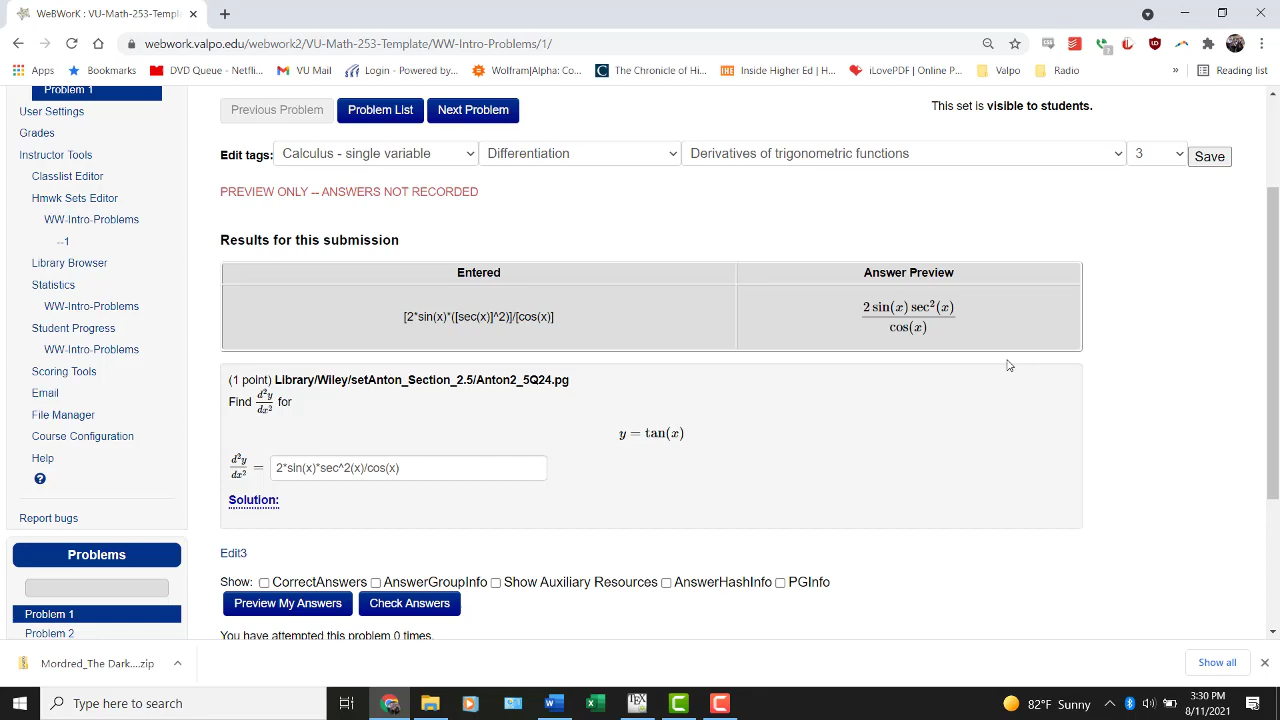 WeBWorK : VU-Math-253-Templat
webwork.valpo.edu/webwork2/VU-Math-253-Template/WW-Intro-Problems/1/
Apps Bookmarks DVD Queue - Netfli... VU Mail Login - Powered by... Wolfram|Alpha: Co... The Chronicle of Hi... Inside Higher Ed | H... iLovePDF | Online P... Valpo Radio » Reading list
Problem 1
User Settings
Grades
Instructor Tools
Classlist Editor
Hmwk Sets Editor
WW-Intro-Problems
--1
Library Browser
Statistics
WW-Intro-Problems
Student Progress
WW-Intro-Problems
Scoring Tools
Email
File Manager
Course Configuration
Help
?
Report bugs
Problems
Problem 1
Problem 2
Previous Problem Problem List Next Problem
This set is visible to students.
Edit tags: Calculus - single variable Differentiation Derivatives of trigonometric functions 3 Save
PREVIEW ONLY -- ANSWERS NOT RECORDED
Results for this submission
Entered Answer Preview
[2*sin(x)*([sec(x)]^2)]/[cos(x)]
2 sin(x) sec²(x)
cos(x)
(1 point) Library/Wiley/setAnton_Section_2.5/Anton2_5Q24.pg
Find d²y/dx² for
y = tan(x)
d²y/dx² = 2*sin(x)*sec^2(x)/cos(x)
Solution:
Edit3
Show: CorrectAnswers AnswerGroupInfo Show Auxiliary Resources AnswerHashInfo PGInfo
Preview My Answers Check Answers
You have attempted this problem 0 times.
Mordred_The Dark....zip
Show all
Type here to search
82°F Sunny
3:30 PM
8/11/2021